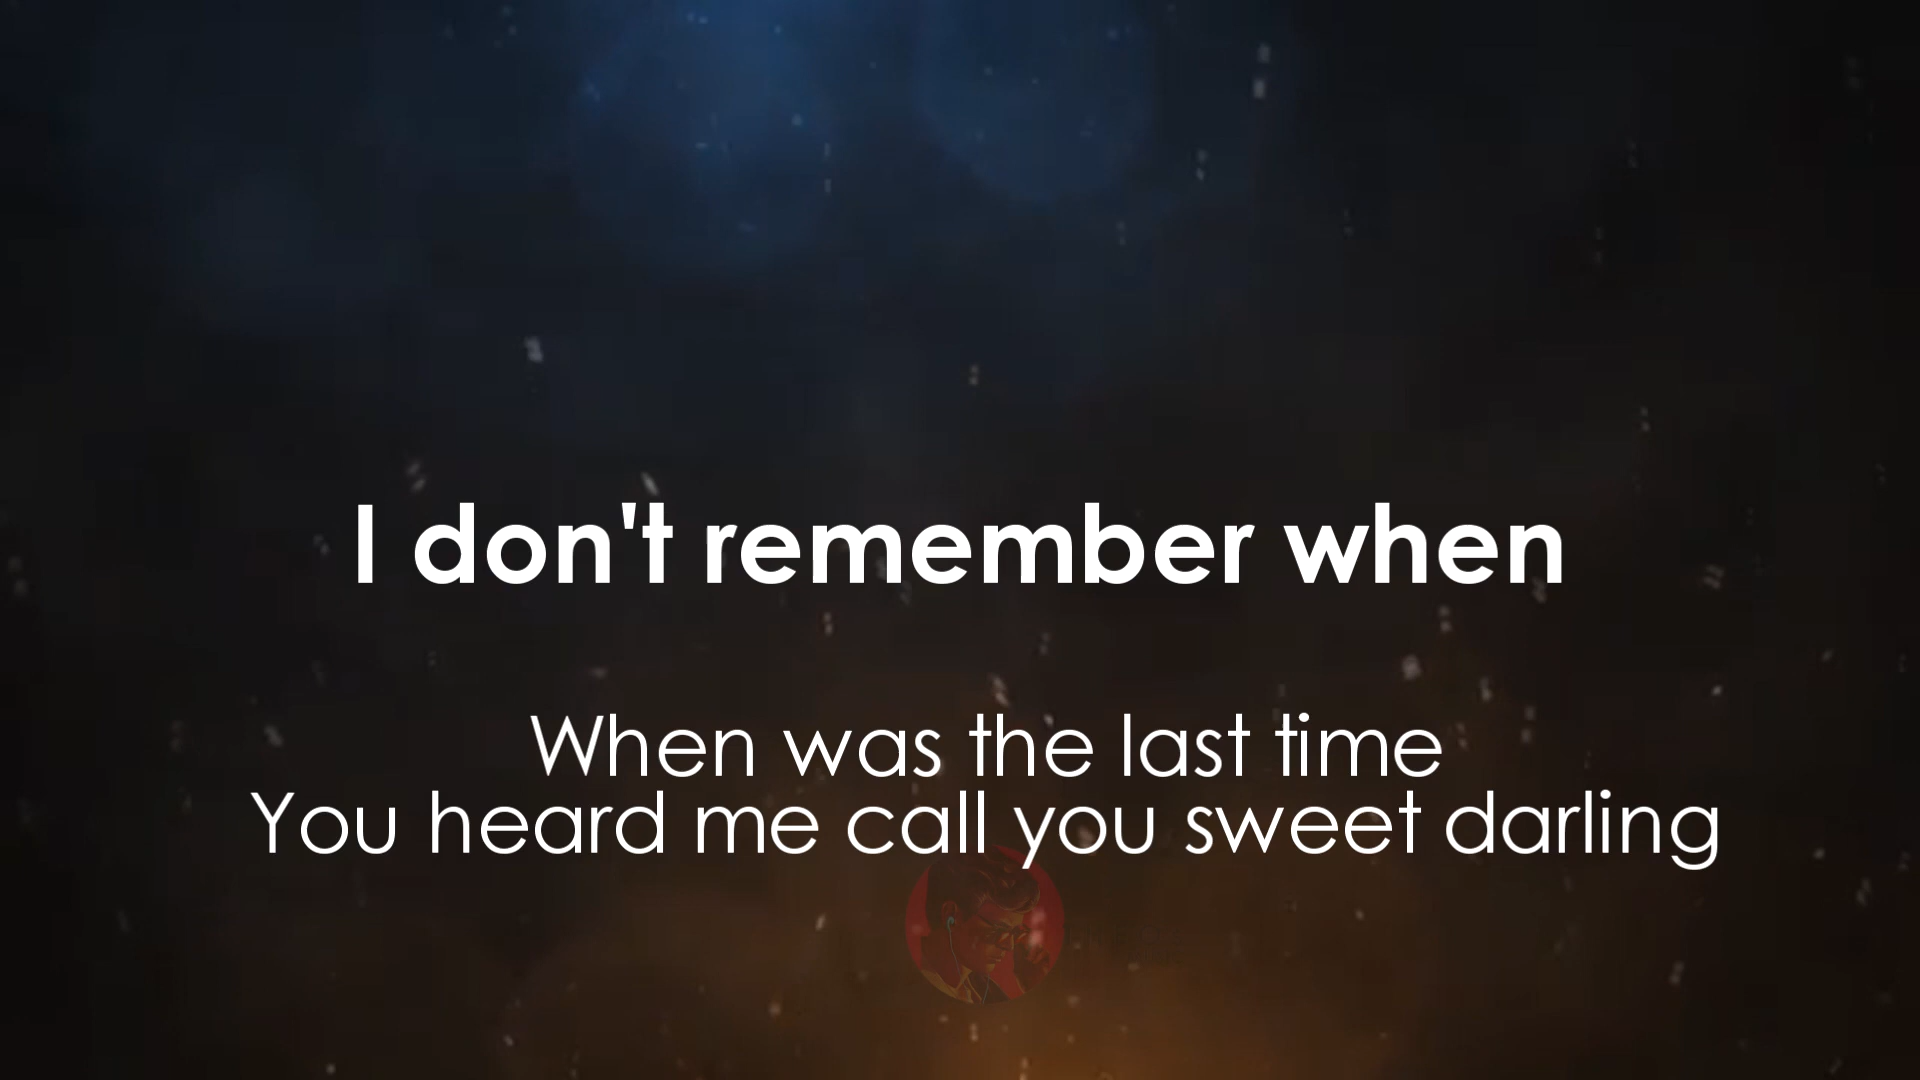 I don't remember when
When was the last time
You heard me call you sweet darling